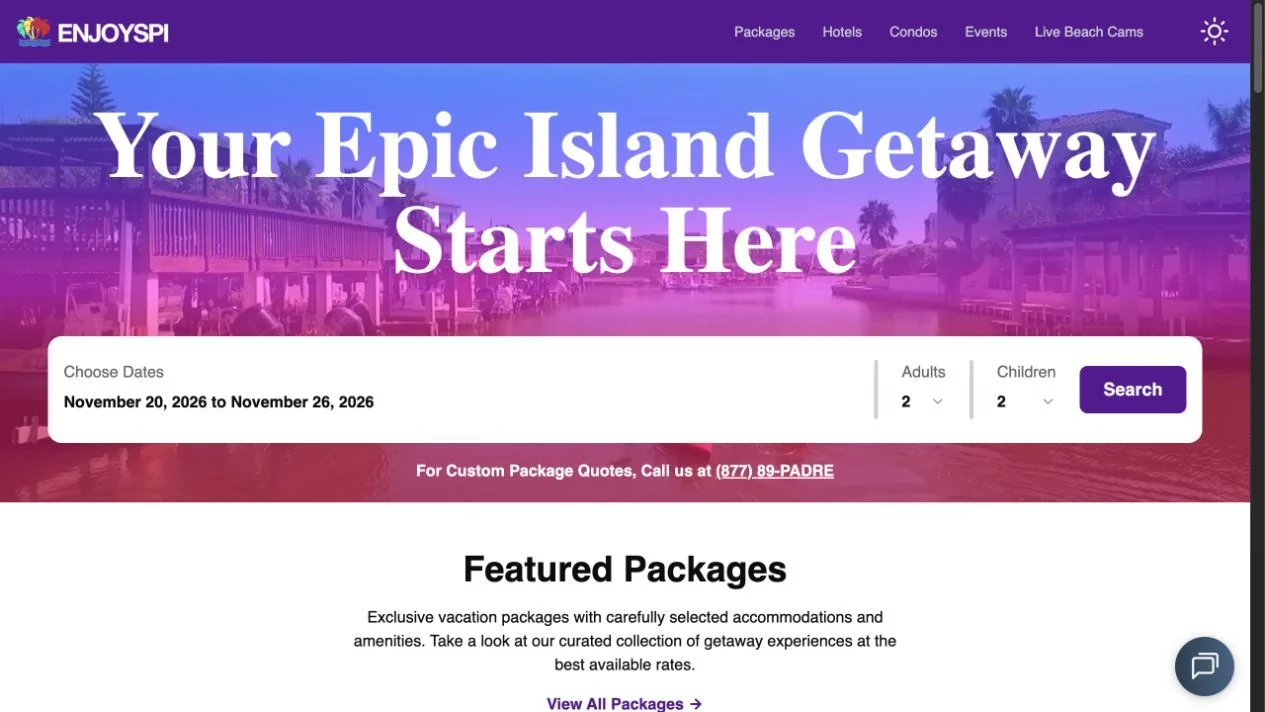 ENJOYSPI
Packages
Hotels
Condos
Events
Live Beach Cams
Your Epic Island Getaway
Starts Here
Choose Dates
November 20, 2026 to November 26, 2026
Adults
2
Children
2
Search
For Custom Package Quotes, Call us at (877) 89-PADRE
Featured Packages
Exclusive vacation packages with carefully selected accommodations and
amenities. Take a look at our curated collection of getaway experiences at the
best available rates.
View All Packages →